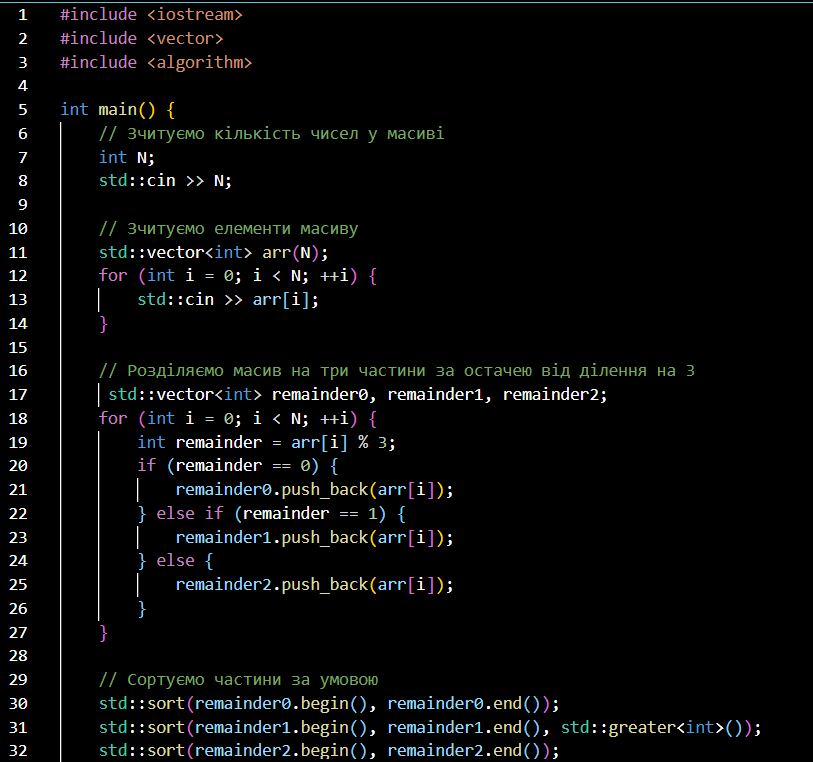 1 #include <iostream>
2 #include <vector>
3 #include <algorithm>
4
5 int main() {
6     // Зчитуємо кількість чисел у масиві
7     int N;
8     std::cin >> N;
9
10     // Зчитуємо елементи масиву
11     std::vector<int> arr(N);
12     for (int i = 0; i < N; ++i) {
13         std::cin >> arr[i];
14     }
15
16     // Розділяємо масив на три частини за остачею від ділення на 3
17      std::vector<int> remainder0, remainder1, remainder2;
18     for (int i = 0; i < N; ++i) {
19         int remainder = arr[i] % 3;
20         if (remainder == 0) {
21             remainder0.push_back(arr[i]);
22         } else if (remainder == 1) {
23             remainder1.push_back(arr[i]);
24         } else {
25             remainder2.push_back(arr[i]);
26         }
27     }
28
29     // Сортуємо частини за умовою
30     std::sort(remainder0.begin(), remainder0.end());
31     std::sort(remainder1.begin(), remainder1.end(), std::greater<int>());
32     std::sort(remainder2.begin(), remainder2.end());